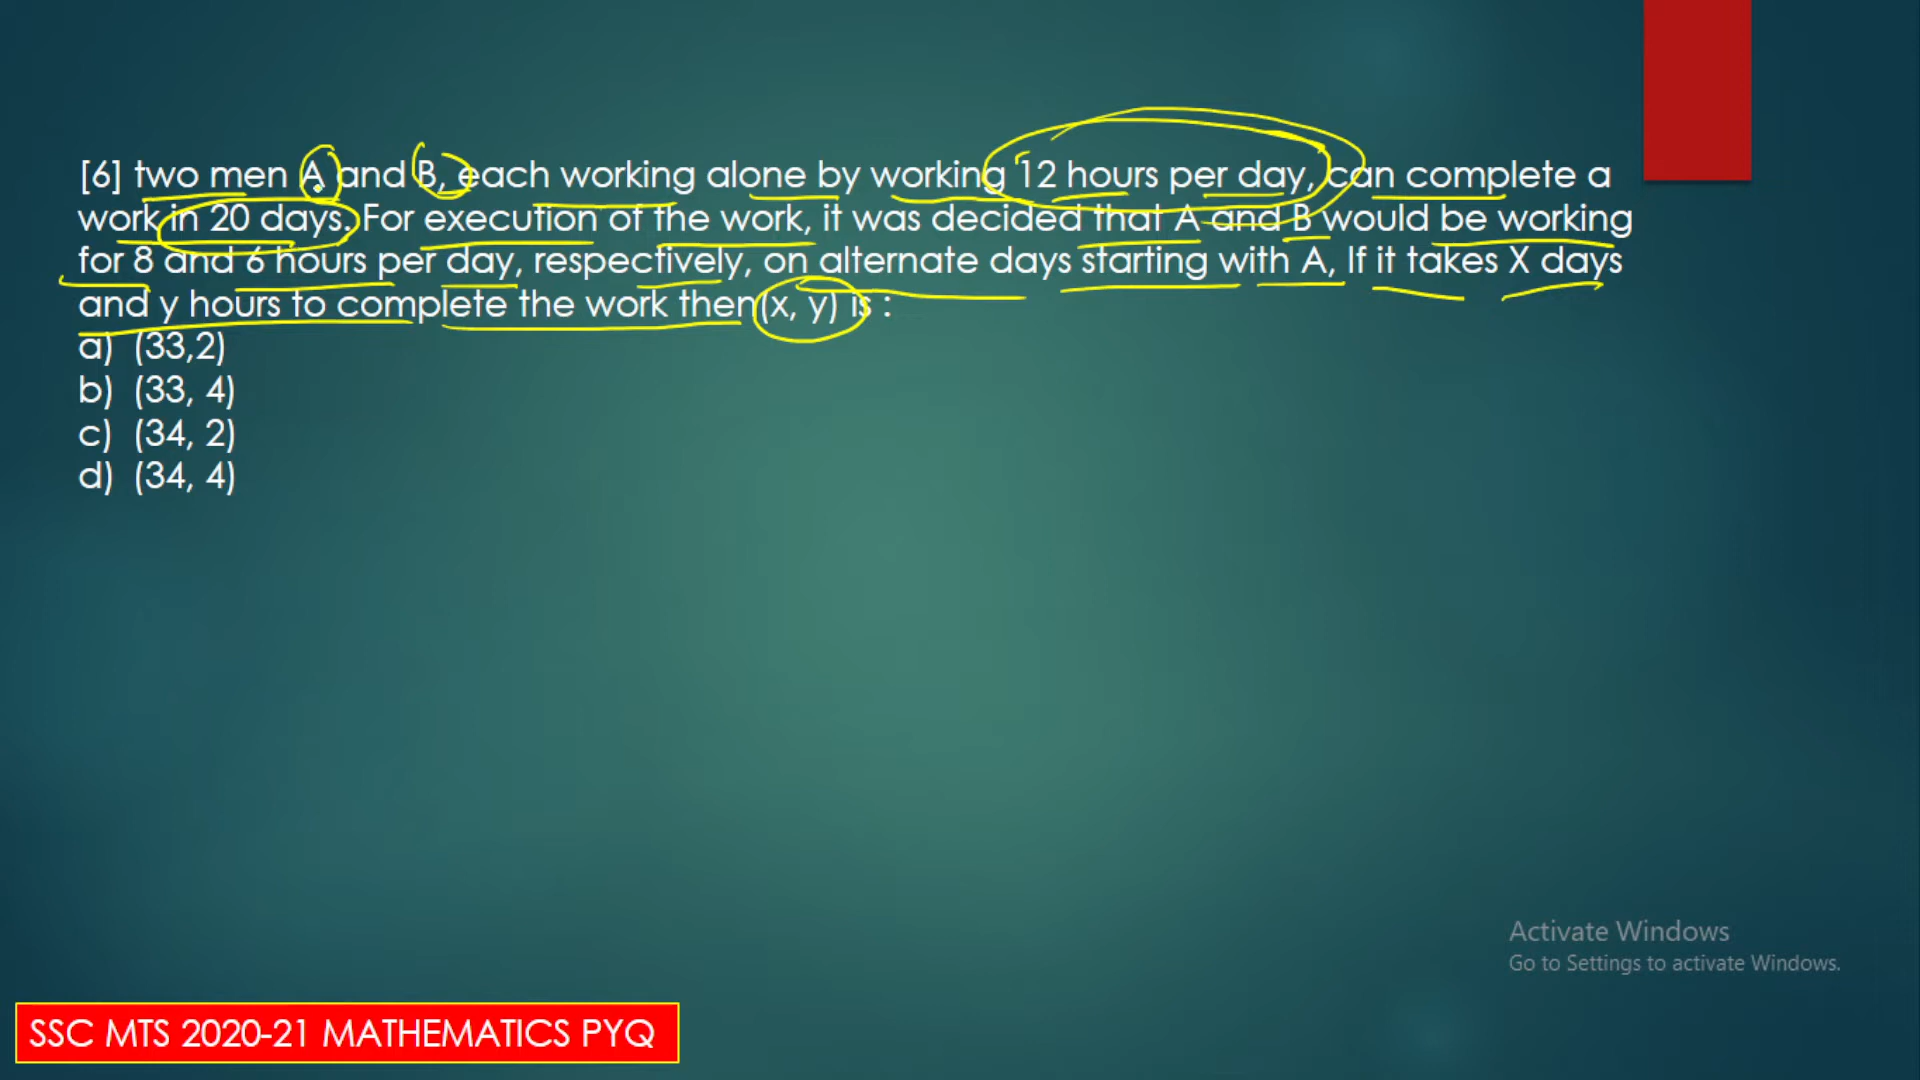 [6] two men A and B, each working alone by working 12 hours per day, can complete a
work in 20 days. For execution of the work, it was decided that A and B would be working
for 8 and 6 hours per day, respectively, on alternate days starting with A, If it takes X days
and y hours to complete the work then(x, y) is :
a) (33,2)
b) (33, 4)
c) (34, 2)
d) (34, 4)
Activate Windows
Go to Settings to activate Windows.
SSC MTS 2020-21 MATHEMATICS PYQ